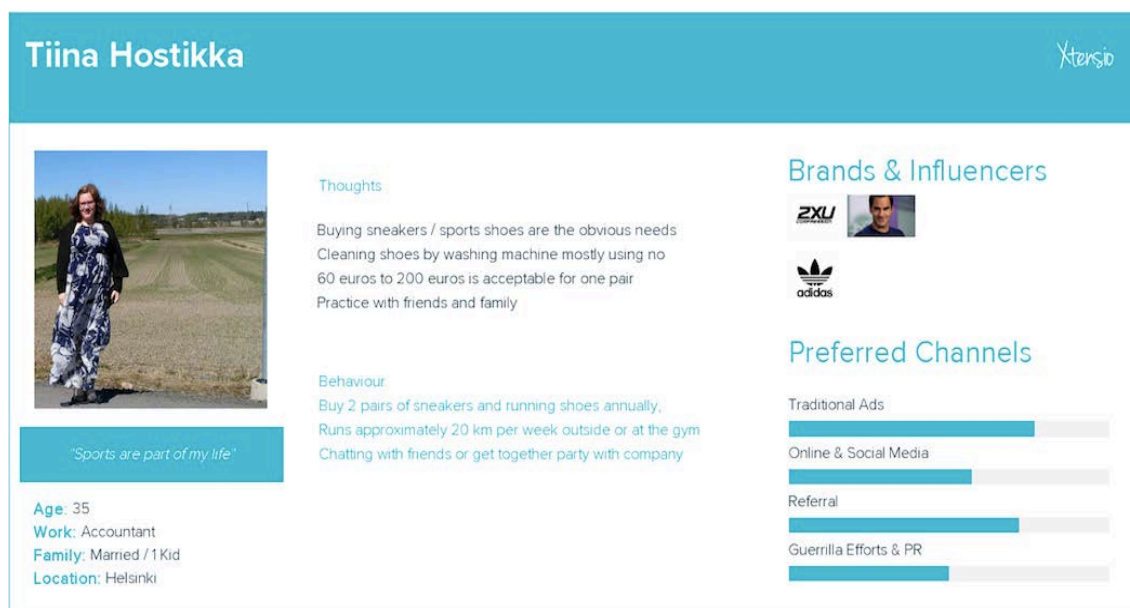 Tiina Hostikka
Xtensio
"Sports are part of my life"
Age: 35
Work: Accountant
Family: Married / 1 Kid
Location: Helsinki
Thoughts
Buying sneakers / sports shoes are the obvious needs
Cleaning shoes by washing machine mostly using no
60 euros to 200 euros is acceptable for one pair
Practice with friends and family
Behaviour
Buy 2 pairs of sneakers and running shoes annually,
Runs approximately 20 km per week outside or at the gym
Chatting with friends or get together party with company
Brands & Influencers
2XU
adidas
Preferred Channels
Traditional Ads
Online & Social Media
Referral
Guerrilla Efforts & PR